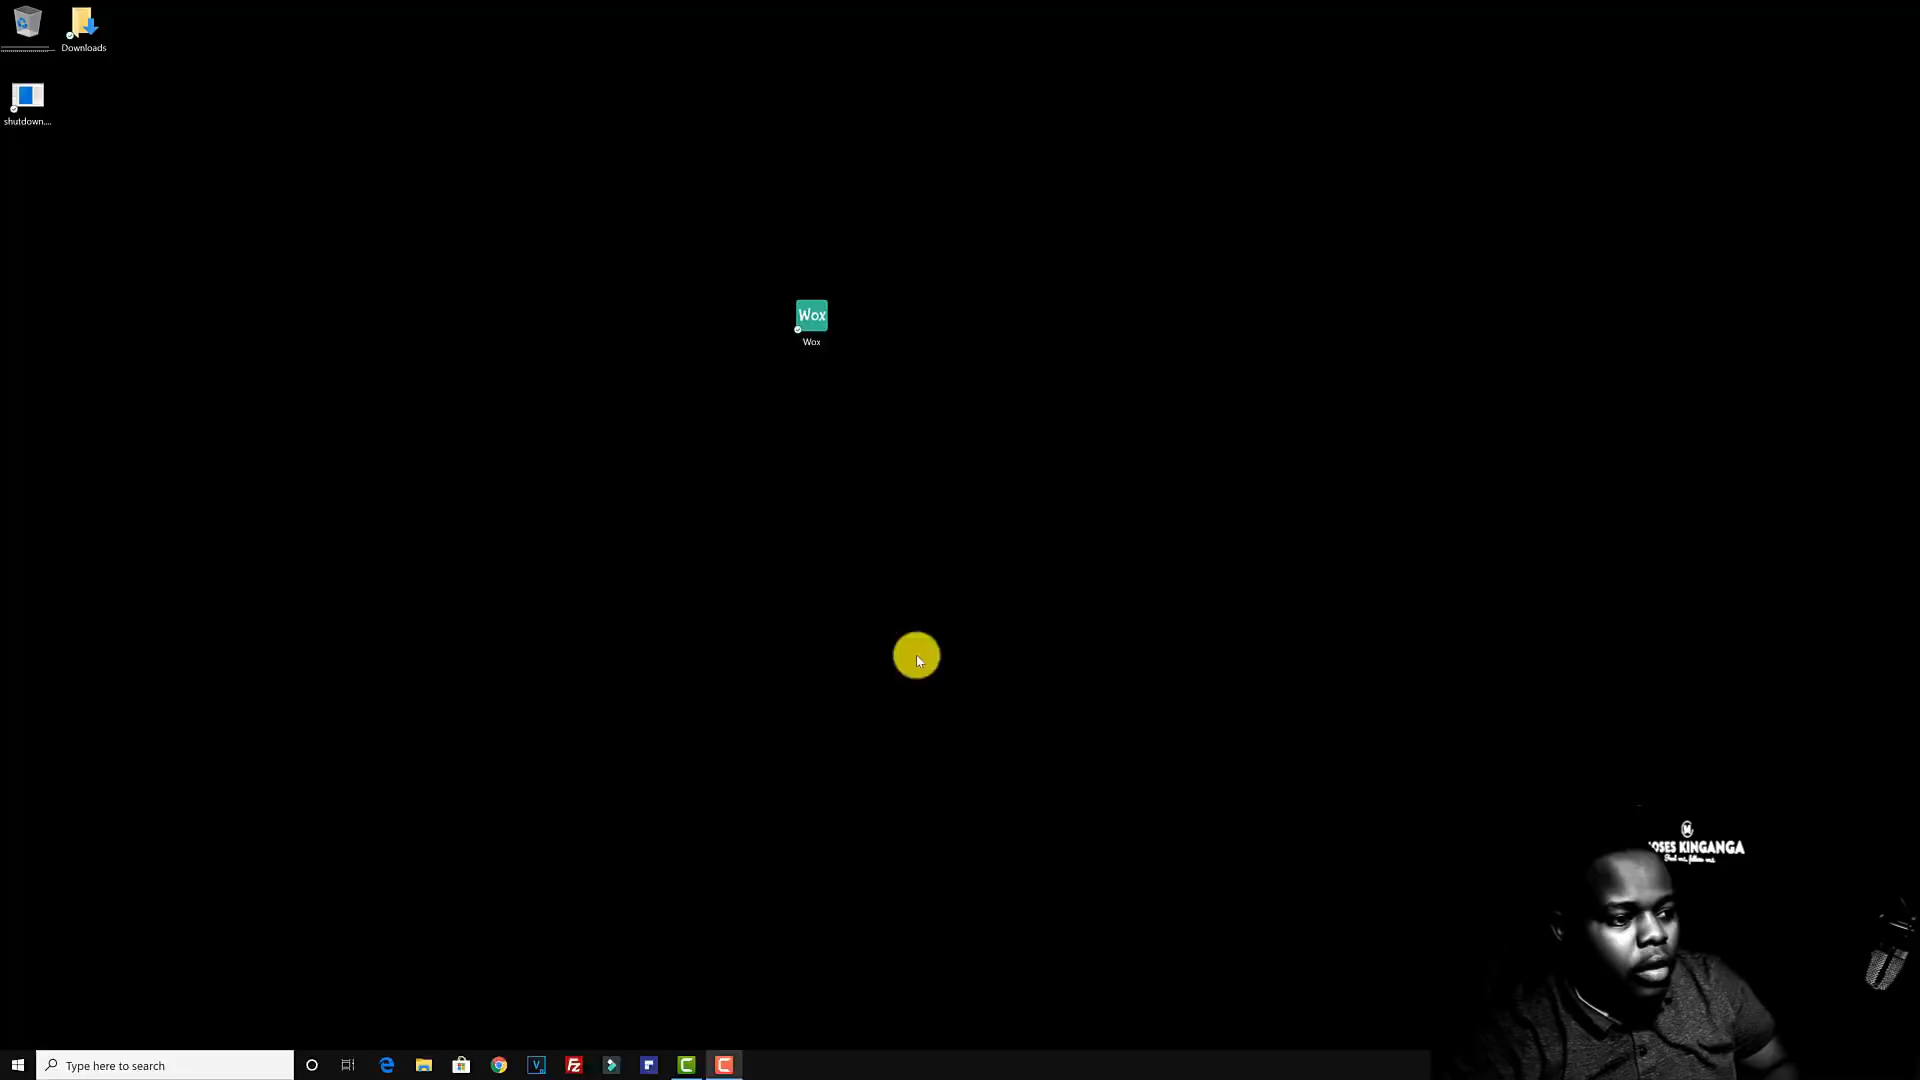 Downloads
shutdown....
Wox
Wox
OSES KINGANGA
Type here to search